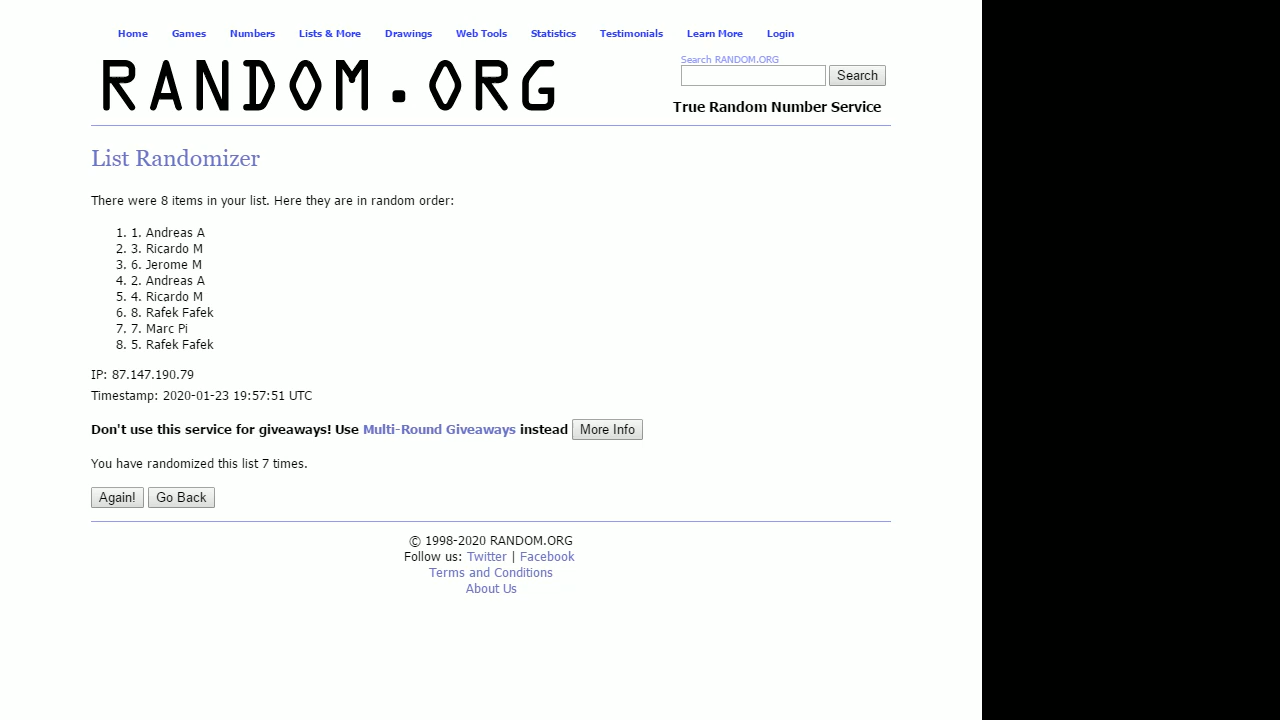 Home Games Numbers Lists & More Drawings Web Tools Statistics Testimonials Learn More Login
RANDOM.ORG
Search RANDOM.ORG
Search
True Random Number Service
List Randomizer
There were 8 items in your list. Here they are in random order:
1. 1. Andreas A
2. 3. Ricardo M
3. 6. Jerome M
4. 2. Andreas A
5. 4. Ricardo M
6. 8. Rafek Fafek
7. 7. Marc Pi
8. 5. Rafek Fafek
IP: 87.147.190.79
Timestamp: 2020-01-23 19:57:51 UTC
Don't use this service for giveaways! Use Multi-Round Giveaways instead More Info
You have randomized this list 7 times.
Again! Go Back
© 1998-2020 RANDOM.ORG
Follow us: Twitter | Facebook
Terms and Conditions
About Us